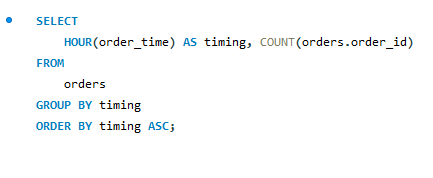 SELECT
HOUR(order_time) AS timing, COUNT(orders.order_id)
FROM
orders
GROUP BY timing
ORDER BY timing ASC;